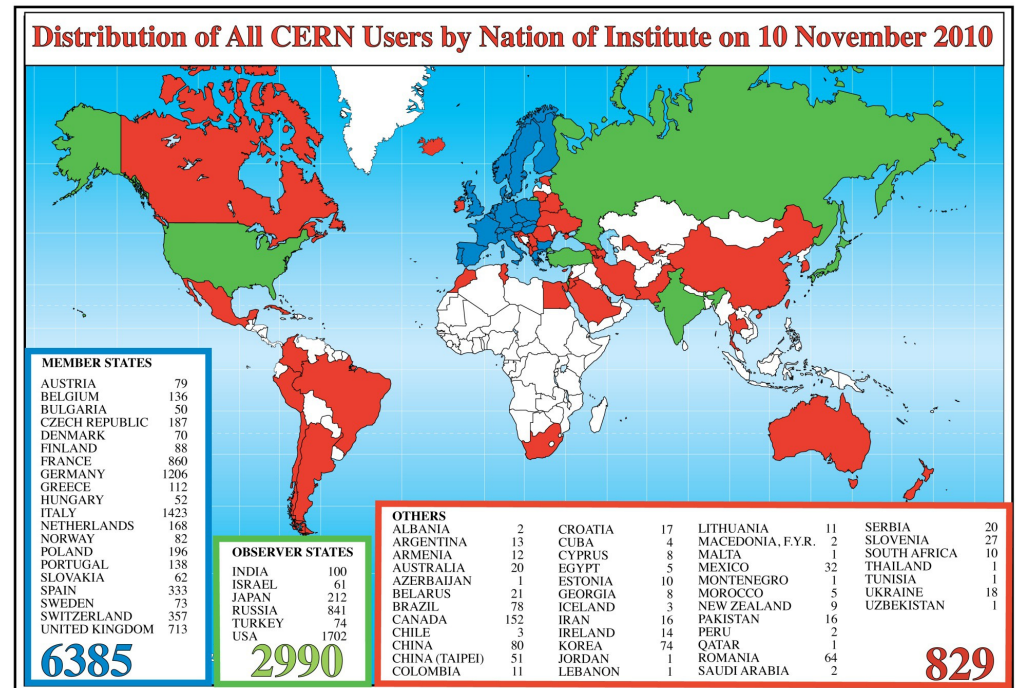 Distribution of All CERN Users by Nation of Institute on 10 November 2010
MEMBER STATES
AUSTRIA 79
BELGIUM 136
BULGARIA 50
CZECH REPUBLIC 187
DENMARK 70
FINLAND 88
FRANCE 860
GERMANY 1206
GREECE 112
HUNGARY 52
ITALY 1423
NETHERLANDS 168
NORWAY 82
POLAND 196
PORTUGAL 138
SLOVAKIA 62
SPAIN 333
SWEDEN 73
SWITZERLAND 357
UNITED KINGDOM 713
6385
OBSERVER STATES
INDIA 100
ISRAEL 61
JAPAN 212
RUSSIA 841
TURKEY 74
USA 1702
2990
OTHERS
ALBANIA 2
ARGENTINA 13
ARMENIA 12
AUSTRALIA 20
AZERBAIJAN 1
BELARUS 21
BRAZIL 78
CANADA 152
CHILE 3
CHINA 80
CHINA (TAIPEI) 51
COLOMBIA 11
CROATIA 17
CUBA 4
CYPRUS 8
EGYPT 5
ESTONIA 10
GEORGIA 8
ICELAND 3
IRAN 16
IRELAND 14
KOREA 74
JORDAN 1
LEBANON 1
LITHUANIA 11
MACEDONIA, F.Y.R. 2
MALTA 1
MEXICO 32
MONTENEGRO 1
MOROCCO 5
NEW ZEALAND 9
PAKISTAN 16
PERU 2
QATAR 1
ROMANIA 64
SAUDI ARABIA 2
SERBIA 20
SLOVENIA 27
SOUTH AFRICA 10
THAILAND 1
TUNISIA 1
UKRAINE 18
UZBEKISTAN 1
829